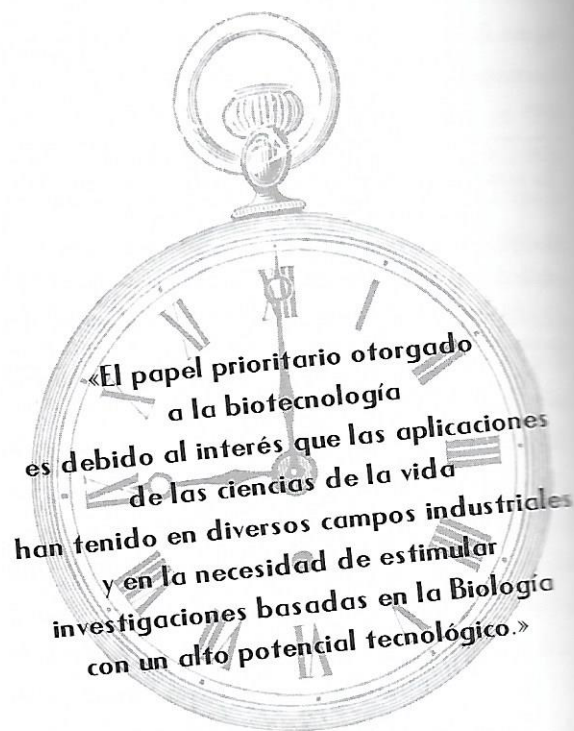 «El papel prioritario otorgado
a la biotecnología
es debido al interés que las aplicaciones
de las ciencias de la vida
han tenido en diversos campos industriales
y en la necesidad de estimular
investigaciones basadas en la Biología
con un alto potencial tecnológico.»